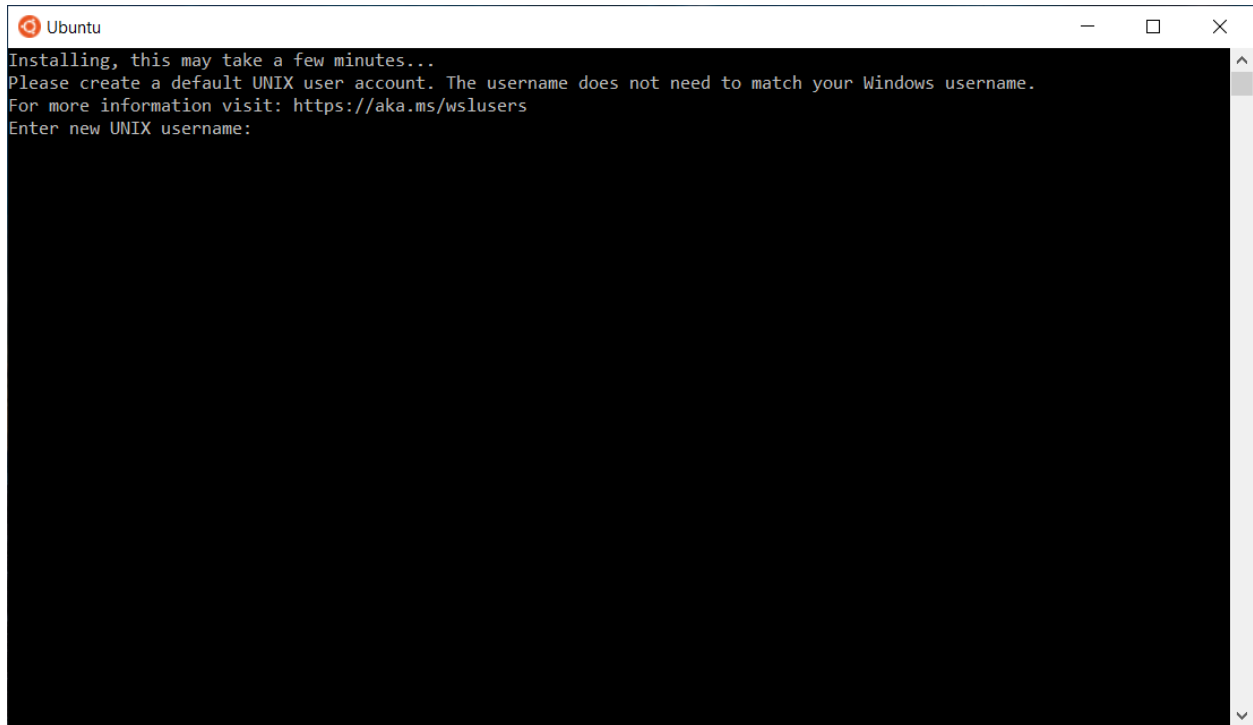 Ubuntu
Installing, this may take a few minutes...
Please create a default UNIX user account. The username does not need to match your Windows username.
For more information visit: https://aka.ms/wslusers
Enter new UNIX username: